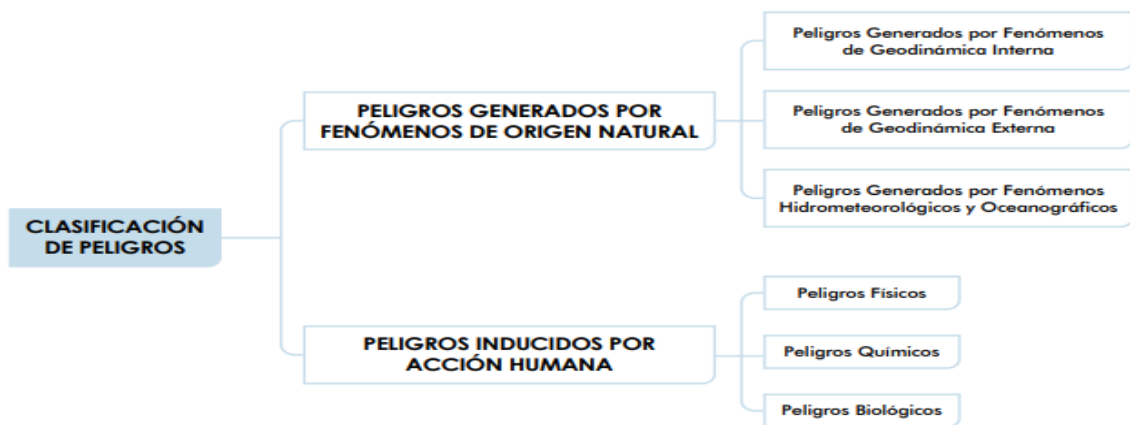 CLASIFICACIÓN
DE PELIGROS
PELIGROS GENERADOS POR
FENÓMENOS DE ORIGEN NATURAL
Peligros Generados por Fenómenos
de Geodinámica Interna
Peligros Generados por Fenómenos
de Geodinámica Externa
Peligros Generados por Fenómenos
Hidrometeorológicos y Oceanográficos
PELIGROS INDUCIDOS POR
ACCIÓN HUMANA
Peligros Físicos
Peligros Químicos
Peligros Biológicos